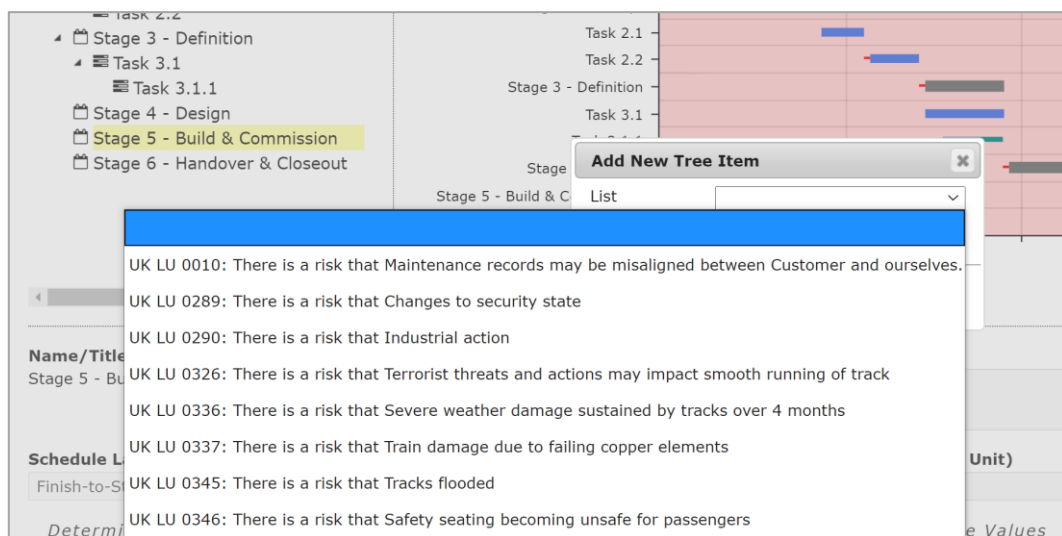 Task 2.2
Stage 3 - Definition
Task 3.1
Task 3.1.1
Stage 4 - Design
Stage 5 - Build & Commission
Stage 6 - Handover & Closeout
Task 2.1
Task 2.2
Stage 3 - Definition
Task 3.1
Stage
Stage 5 - Build & C
Add New Tree Item
List
UK LU 0010: There is a risk that Maintenance records may be misaligned between Customer and ourselves.
UK LU 0289: There is a risk that Changes to security state
UK LU 0290: There is a risk that Industrial action
UK LU 0326: There is a risk that Terrorist threats and actions may impact smooth running of track
UK LU 0336: There is a risk that Severe weather damage sustained by tracks over 4 months
UK LU 0337: There is a risk that Train damage due to failing copper elements
UK LU 0345: There is a risk that Tracks flooded
UK LU 0346: There is a risk that Safety seating becoming unsafe for passengers
Name/Title
Stage 5 - Bu
Schedule La
Unit)
Finish-to-St
Determi
e Values